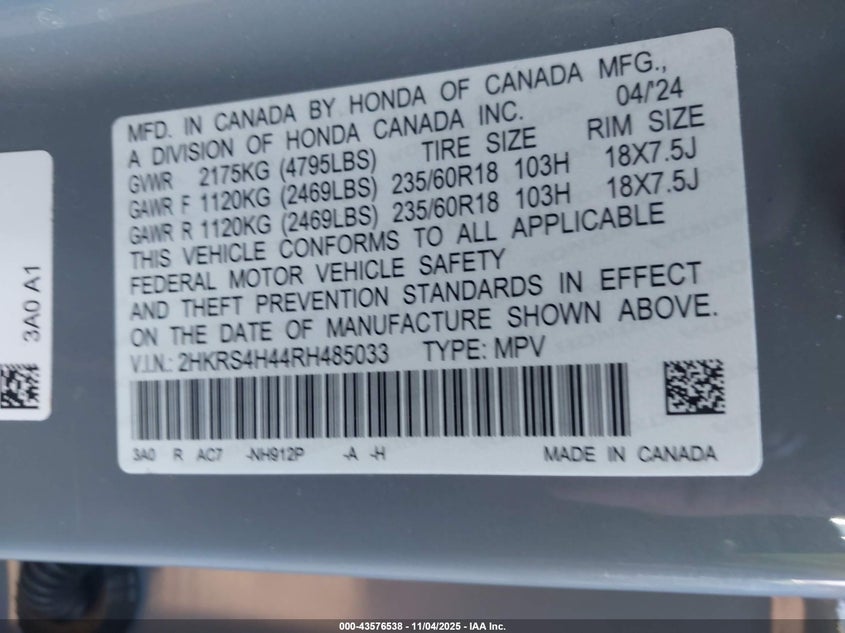 MFD. IN CANADA BY HONDA OF CANADA MFG.,
A DIVISION OF HONDA CANADA INC. 04/'24
GVWR 2175KG (4795LBS) TIRE SIZE RIM SIZE
GAWR F 1120KG (2469LBS) 235/60R18 103H 18X7.5J
GAWR R 1120KG (2469LBS) 235/60R18 103H 18X7.5J
THIS VEHICLE CONFORMS TO ALL APPLICABLE
FEDERAL MOTOR VEHICLE SAFETY
AND THEFT PREVENTION STANDARDS IN EFFECT
ON THE DATE OF MANUFACTURE SHOWN ABOVE.
V.I.N.: 2HKRS4H44RH485033 TYPE: MPV
3A0 R AC7 -NH912P -A -H MADE IN CANADA
3A0 A1
000-43576538 - 11/04/2025 - IAA Inc.